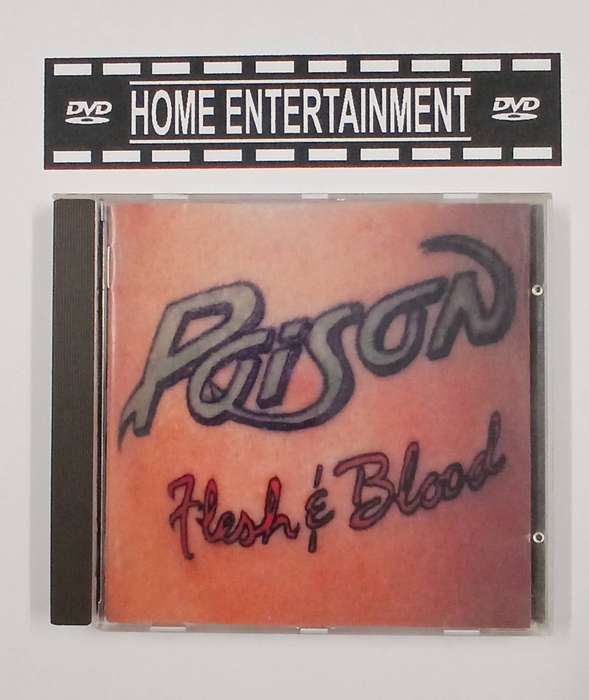 DVD HOME ENTERTAINMENT DVD
POISON
Flesh & Blood